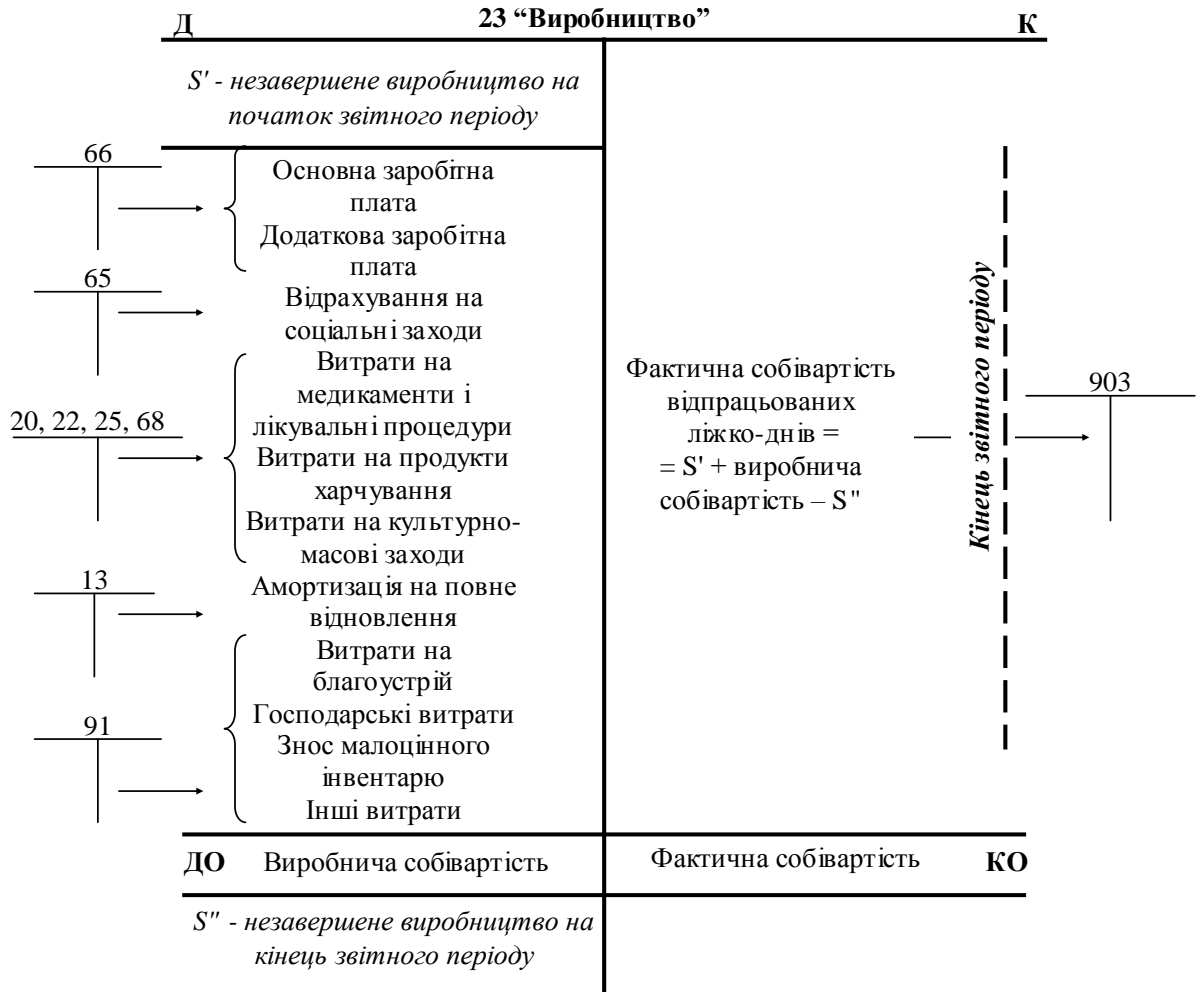 Д 23 “Виробництво” К
S' - незавершене виробництво на
початок звітного періоду
66
Основна заробітна
плата
Додаткова заробітна
плата
65
Відрахування на
соціальні заходи
20, 22, 25, 68
Витрати на
медикаменти і
лікувальні процедури
Витрати на продукти
харчування
Витрати на культурно-
масові заходи
13
Амортизація на повне
відновлення
91
Витрати на
благоустрій
Господарські витрати
Знос малоцінного
інвентарю
Інші витрати
Фактична собівартість
відпрацьованих
ліжко-днів =
= S' + виробнича
собівартість – S"
Кінець звітного періоду
903
ДО Виробнича собівартість Фактична собівартість КО
S" - незавершене виробництво на
кінець звітного періоду